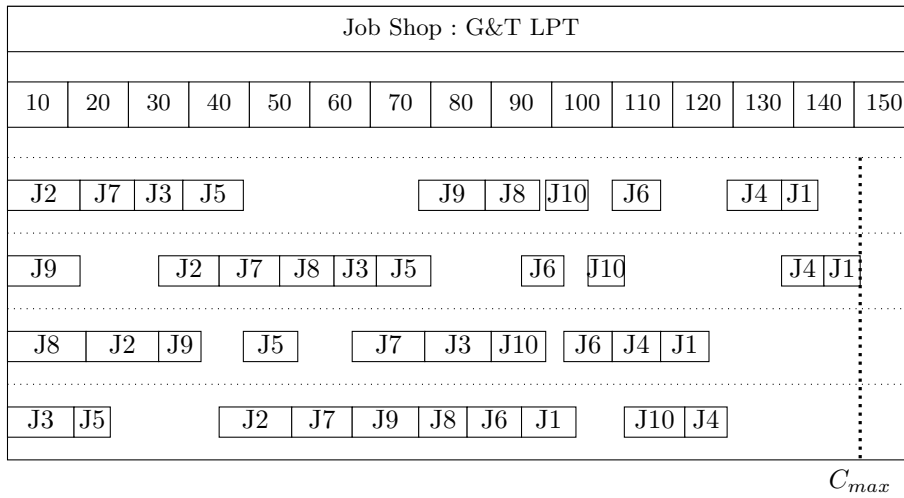 Job Shop : G&T LPT
10 20 30 40 50 60 70 80 90 100 110 120 130 140 150
J2 J7 J3 J5 J9 J8 J10 J6 J4 J1
J9 J2 J7 J8 J3 J5 J6 J10 J4 J1
J8 J2 J9 J5 J7 J3 J10 J6 J4 J1
J3 J5 J2 J7 J9 J8 J6 J1 J10 J4
C_{max}